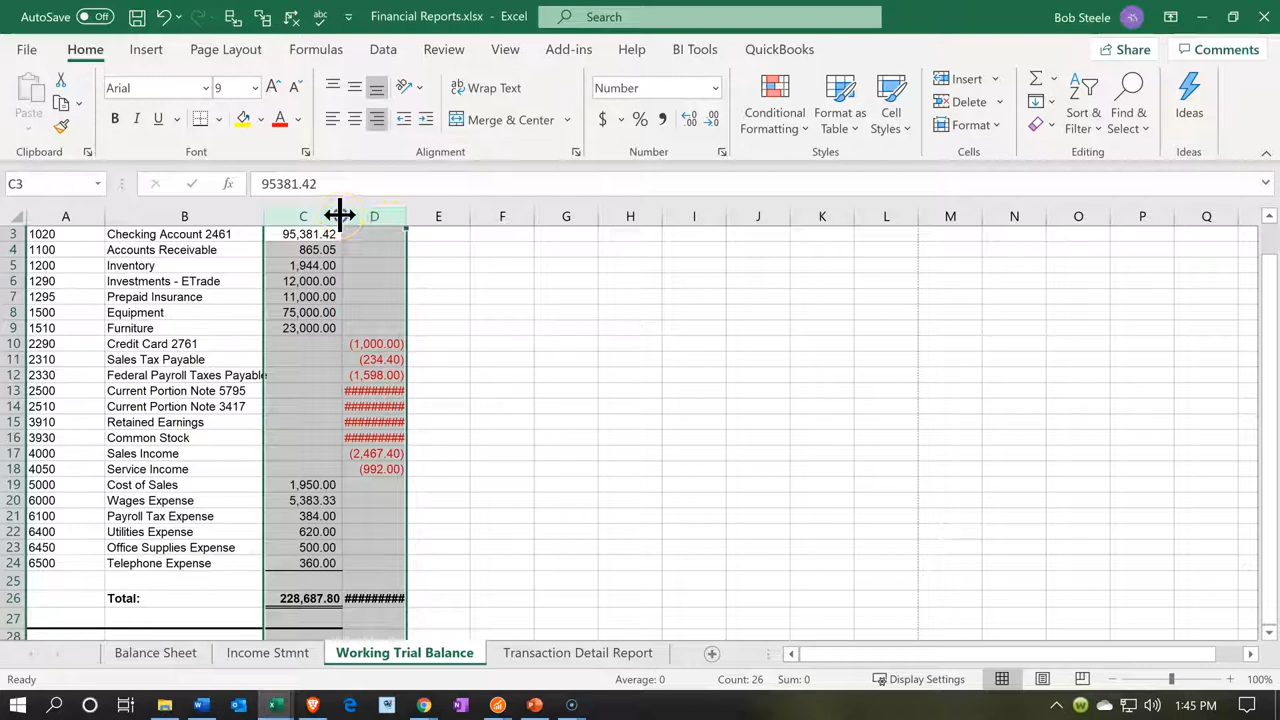 AutoSave Off Financial Reports.xlsx - Excel Search Bob Steele
File Home Insert Page Layout Formulas Data Review View Add-ins Help BI Tools QuickBooks Share Comments
Paste Arial 9 Wrap Text Merge & Center Number Conditional Formatting Format as Table Cell Styles Insert Delete Format Sort & Filter Find & Select Ideas
Clipboard Font Alignment Number Styles Cells Editing Ideas
C3 fx 95381.42
A B C D E F G H I J K L M N O P Q
3 1020 Checking Account 2461 95,381.42
4 1100 Accounts Receivable 865.05
5 1200 Inventory 1,944.00
6 1290 Investments - ETrade 12,000.00
7 1295 Prepaid Insurance 11,000.00
8 1500 Equipment 75,000.00
9 1510 Furniture 23,000.00
10 2290 Credit Card 2761 (1,000.00)
11 2310 Sales Tax Payable (234.40)
12 2330 Federal Payroll Taxes Payable (1,598.00)
13 2500 Current Portion Note 5795 #########
14 2510 Current Portion Note 3417 #########
15 3910 Retained Earnings #########
16 3930 Common Stock #########
17 4000 Sales Income (2,467.40)
18 4050 Service Income (992.00)
19 5000 Cost of Sales 1,950.00
20 6000 Wages Expense 5,383.33
21 6100 Payroll Tax Expense 384.00
22 6400 Utilities Expense 620.00
23 6450 Office Supplies Expense 500.00
24 6500 Telephone Expense 360.00
25
26 Total: 228,687.80 #########
27
28
Balance Sheet Income Stmnt Working Trial Balance Transaction Detail Report
Ready Average: 0 Count: 26 Sum: 0 Display Settings 100%
1:45 PM